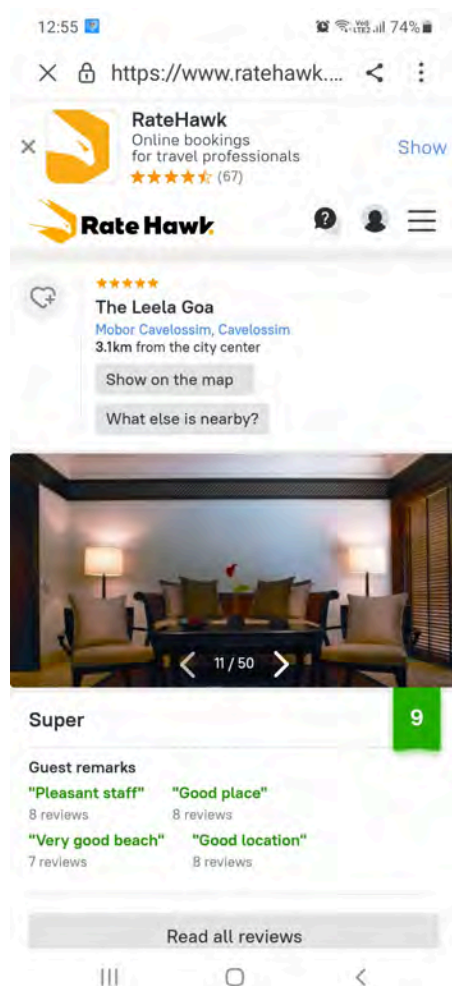 12:55 74%
https://www.ratehawk....
RateHawk
Online bookings
for travel professionals
(67)
Show
Rate Hawk.
The Leela Goa
Mobor Cavelossim, Cavelossim
3.1km from the city center
Show on the map
What else is nearby?
11 / 50
Super 9
Guest remarks
"Pleasant staff" "Good place"
8 reviews 8 reviews
"Very good beach" "Good location"
7 reviews 8 reviews
Read all reviews